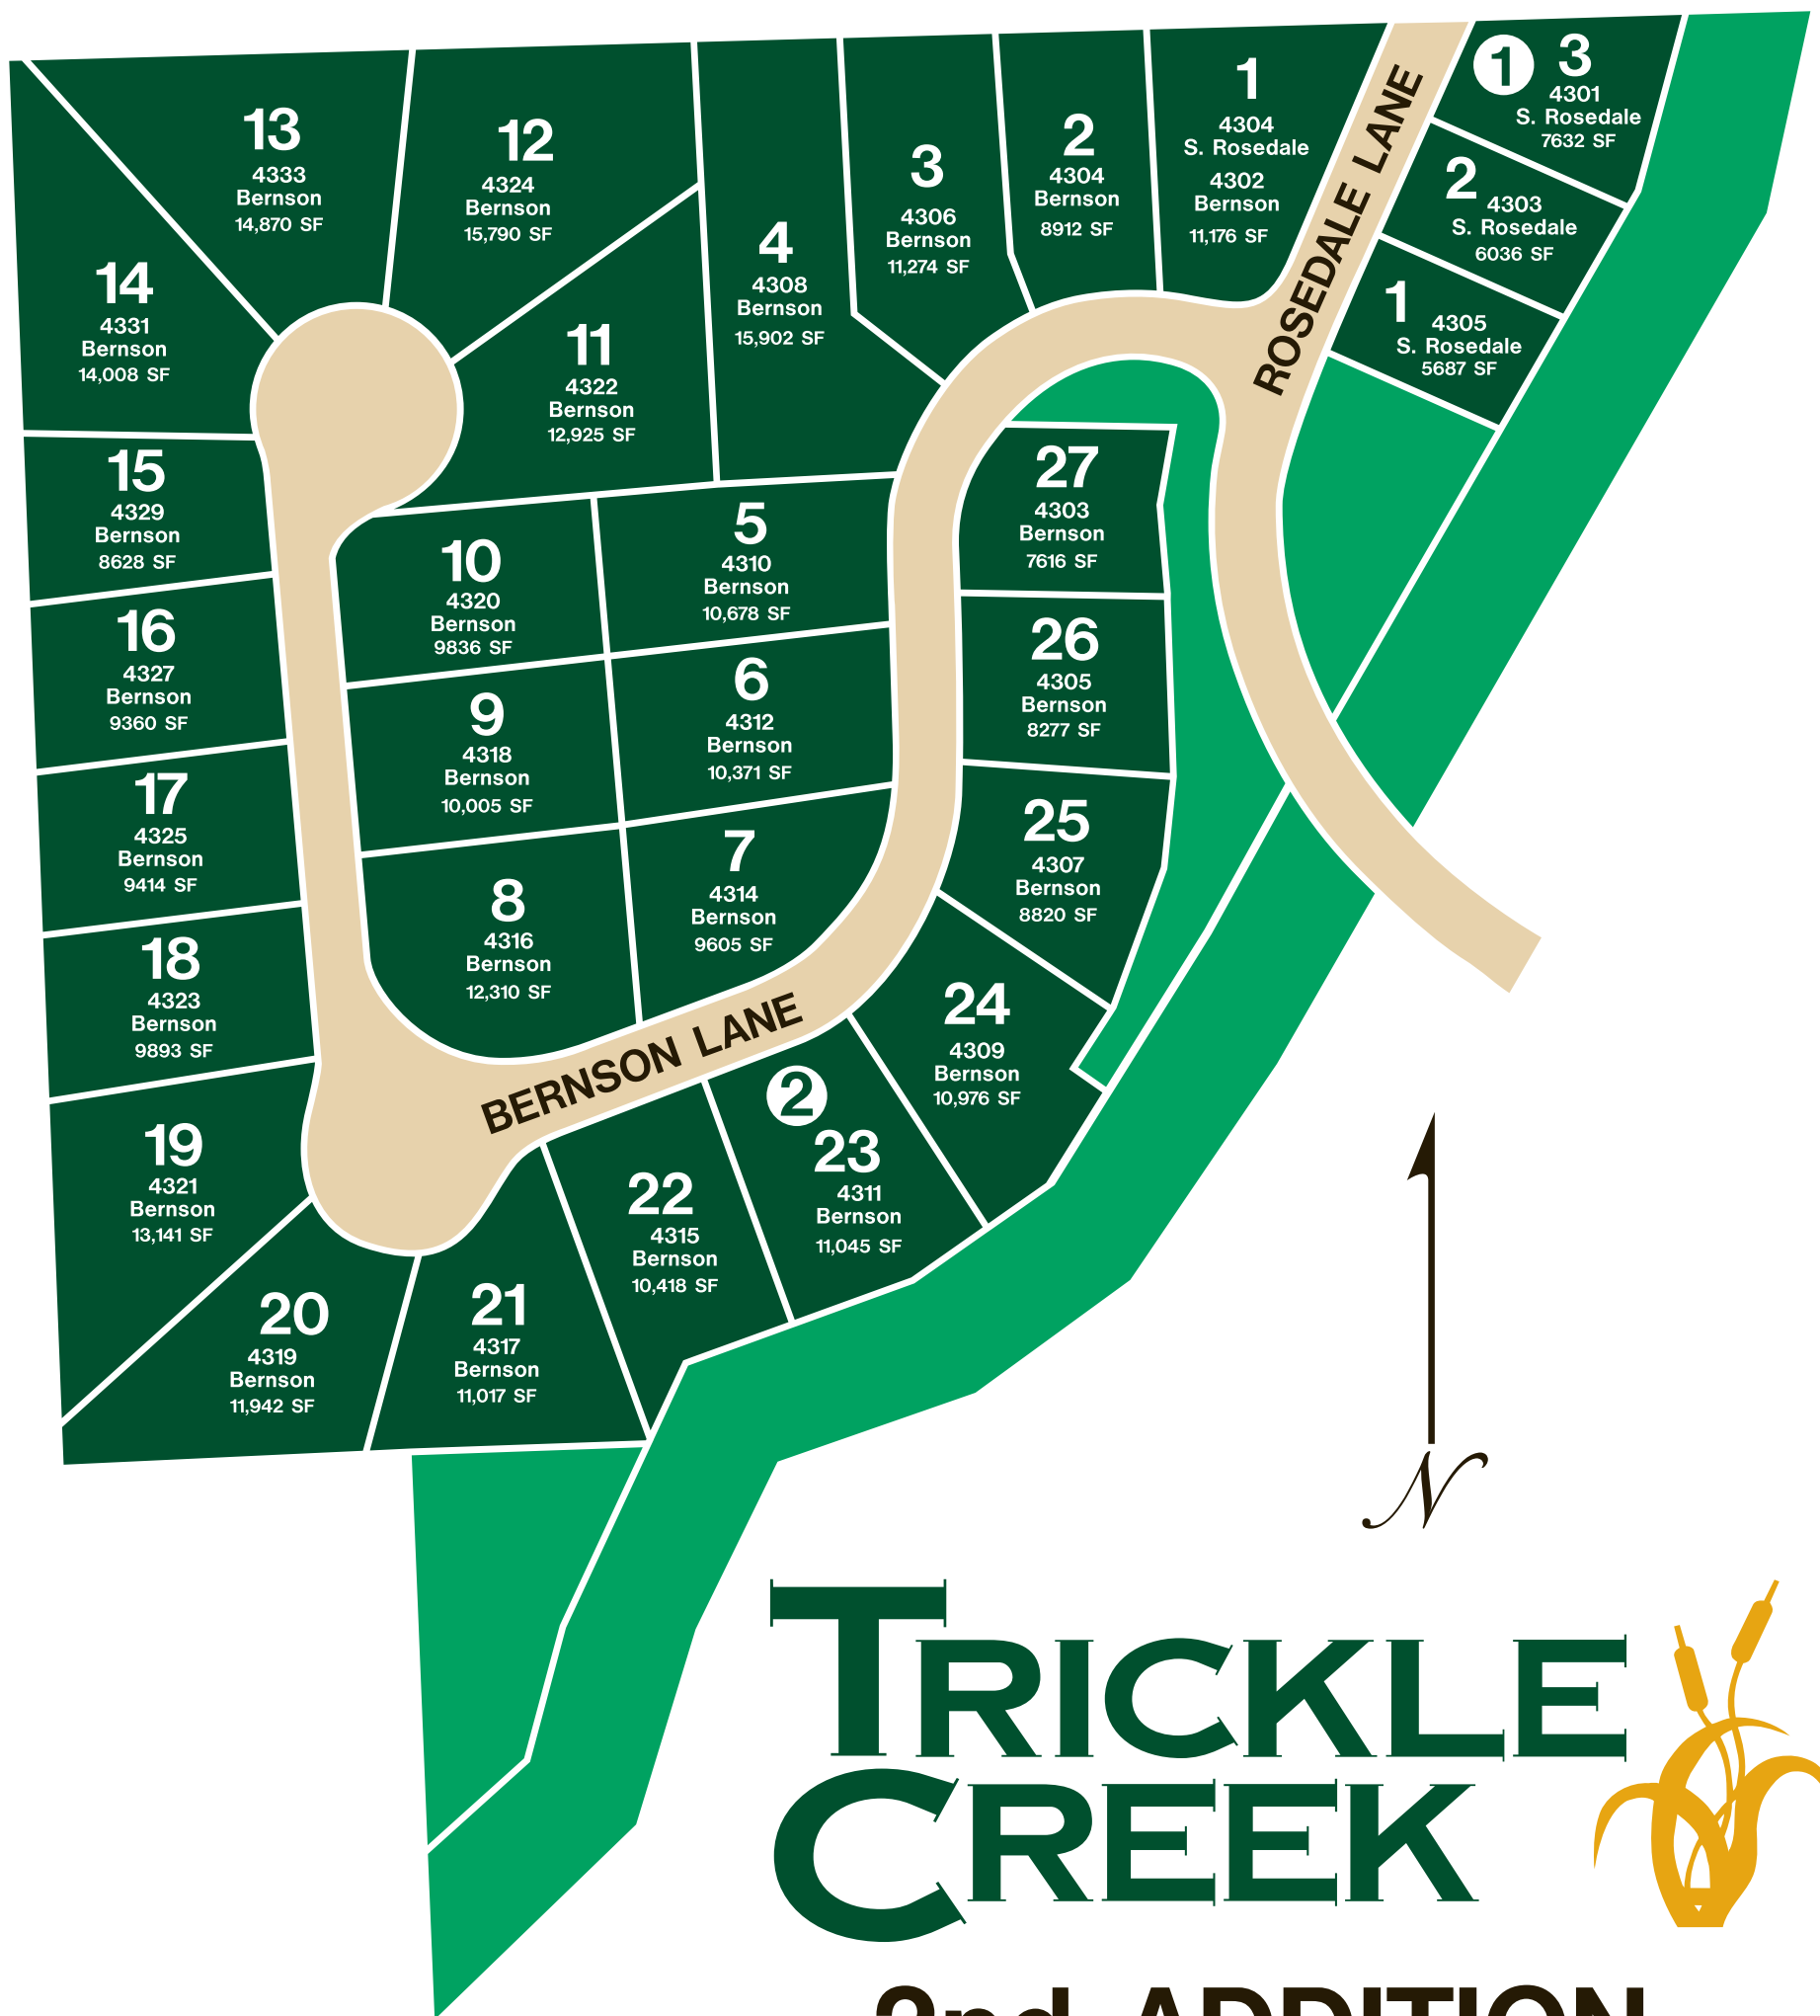 13
4333
Bernson
14,870 SF
12
4324
Bernson
15,790 SF
14
4331
Bernson
14,008 SF
11
4322
Bernson
12,925 SF
4
4308
Bernson
15,902 SF
3
4306
Bernson
11,274 SF
2
4304
Bernson
8912 SF
1
4304
S. Rosedale
4302
Bernson
11,176 SF
ROSEDALE LANE
1
3
4301
S. Rosedale
7632 SF
2
4303
S. Rosedale
6036 SF
1
4305
S. Rosedale
5687 SF
15
4329
Bernson
8628 SF
16
4327
Bernson
9360 SF
17
4325
Bernson
9414 SF
18
4323
Bernson
9893 SF
19
4321
Bernson
13,141 SF
20
4319
Bernson
11,942 SF
21
4317
Bernson
11,017 SF
22
4315
Bernson
10,418 SF
2
23
4311
Bernson
11,045 SF
24
4309
Bernson
10,976 SF
25
4307
Bernson
8820 SF
26
4305
Bernson
8277 SF
27
4303
Bernson
7616 SF
10
4320
Bernson
9836 SF
5
4310
Bernson
10,678 SF
9
4318
Bernson
10,005 SF
6
4312
Bernson
10,371 SF
8
4316
Bernson
12,310 SF
7
4314
Bernson
9605 SF
BERNSON LANE
N
TRICKLE
CREEK
2nd ADDITION